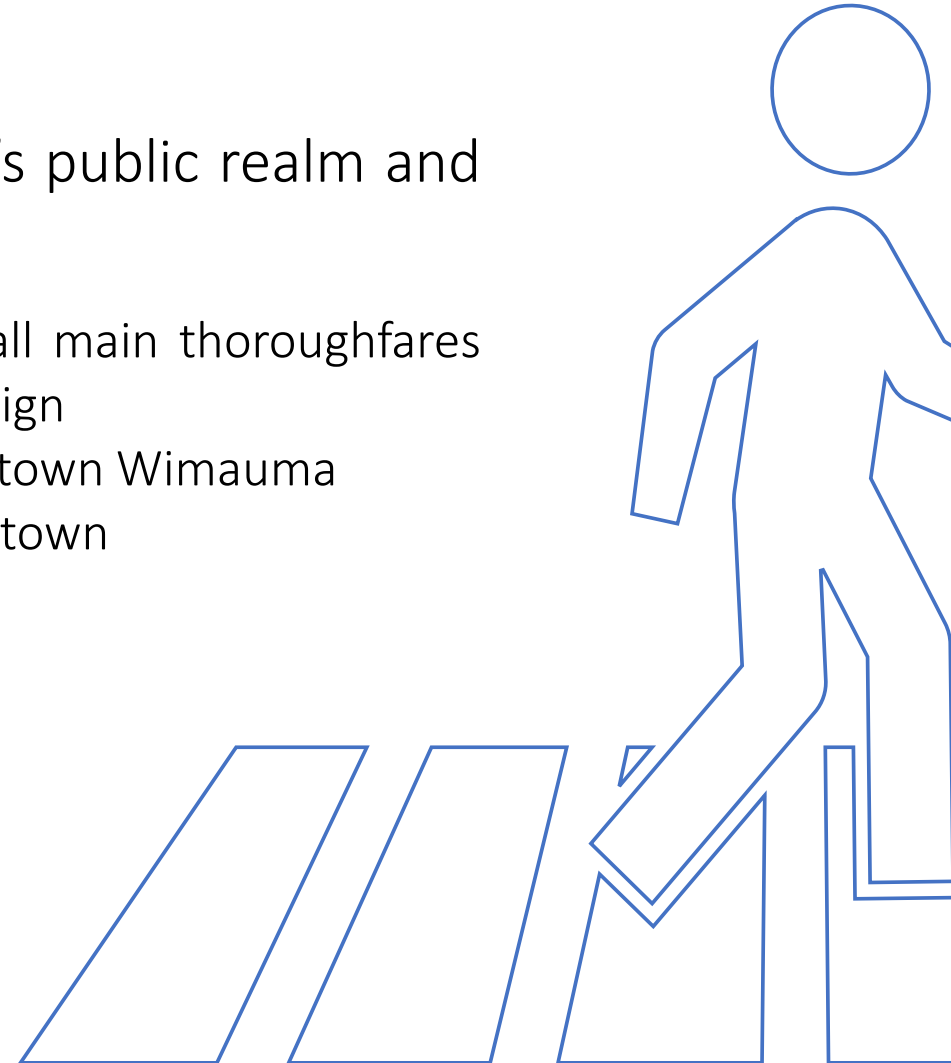 's public realm and
all main thoroughfares
ign
town Wimauma
town